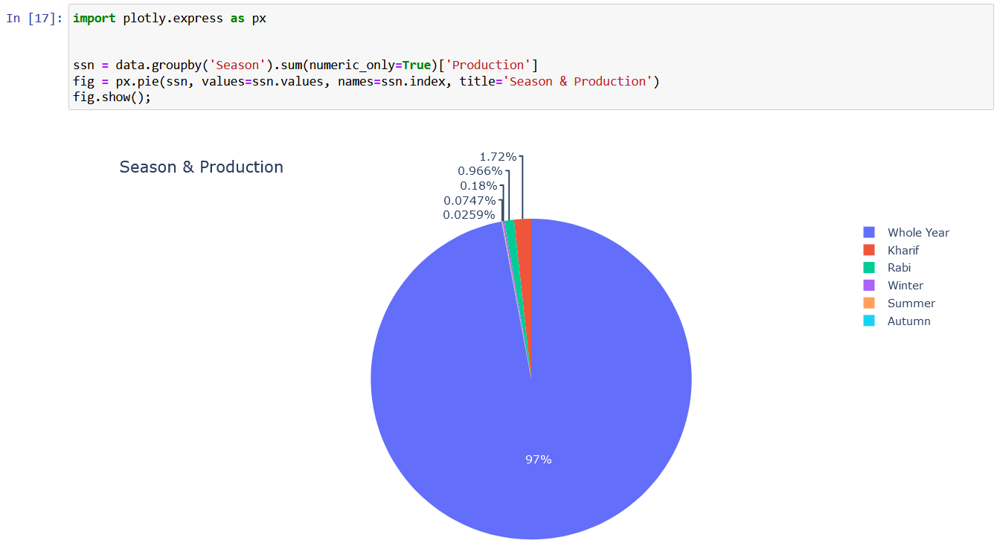 In [17]: import plotly.express as px
ssn = data.groupby('Season').sum(numeric_only=True)['Production']
fig = px.pie(ssn, values=ssn.values, names=ssn.index, title='Season & Production')
fig.show();
Season & Production
1.72%
0.966%
0.18%
0.0747%
0.0259%
97%
Whole Year
Kharif
Rabi
Winter
Summer
Autumn